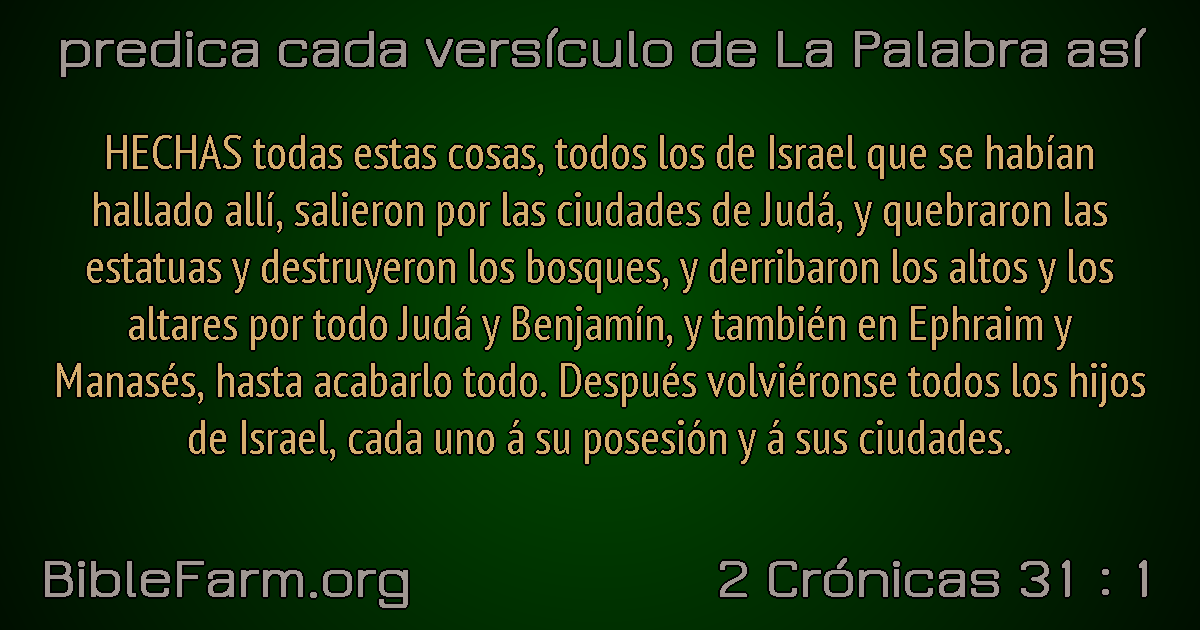 predica cada versículo de La Palabra así
HECHAS todas estas cosas, todos los de Israel que se habían
hallado allí, salieron por las ciudades de Judá, y quebraron las
estatuas y destruyeron los bosques, y derribaron los altos y los
altares por todo Judá y Benjamín, y también en Ephraim y
Manasés, hasta acabarlo todo. Después volviéronse todos los hijos
de Israel, cada uno á su posesión y á sus ciudades.
BibleFarm.org
2 Crónicas 31 : 1